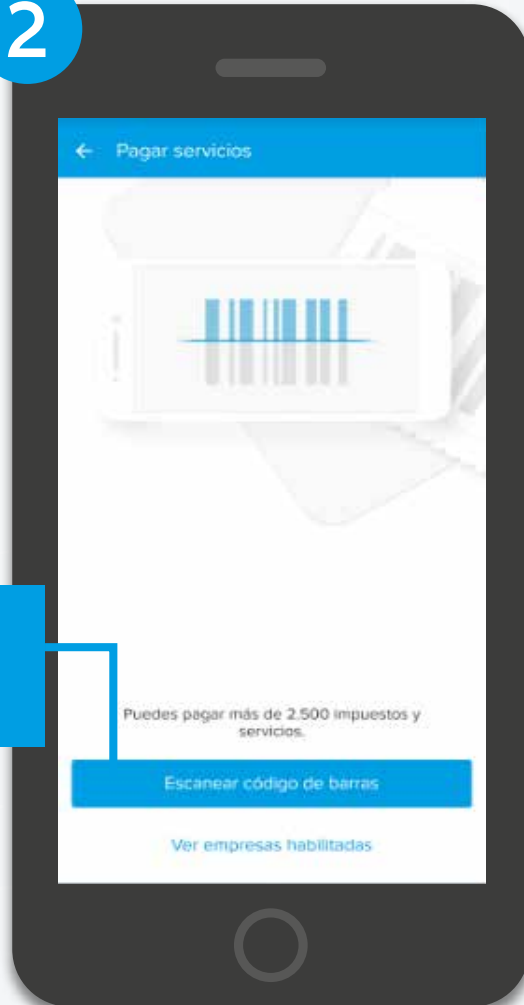 2
← Pagar servicios
Puedes pagar más de 2.500 impuestos y
servicios.
Escanear código de barras
Ver empresas habilitadas